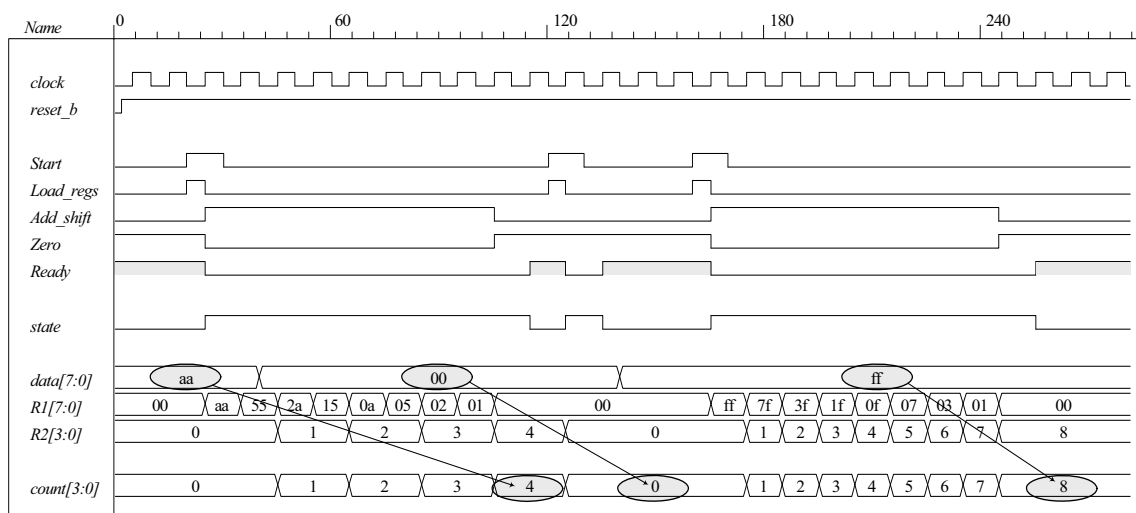 Name 0 60 120 180 240
clock
reset_b
Start
Load_regs
Add_shift
Zero
Ready
state
data[7:0] aa 00 ff
R1[7:0] 00 aa 55 2a 15 0a 05 02 01 00 ff 7f 3f 1f 0f 07 03 01 00
R2[3:0] 0 1 2 3 4 0 1 2 3 4 5 6 7 8
count[3:0] 0 1 2 3 4 0 1 2 3 4 5 6 7 8